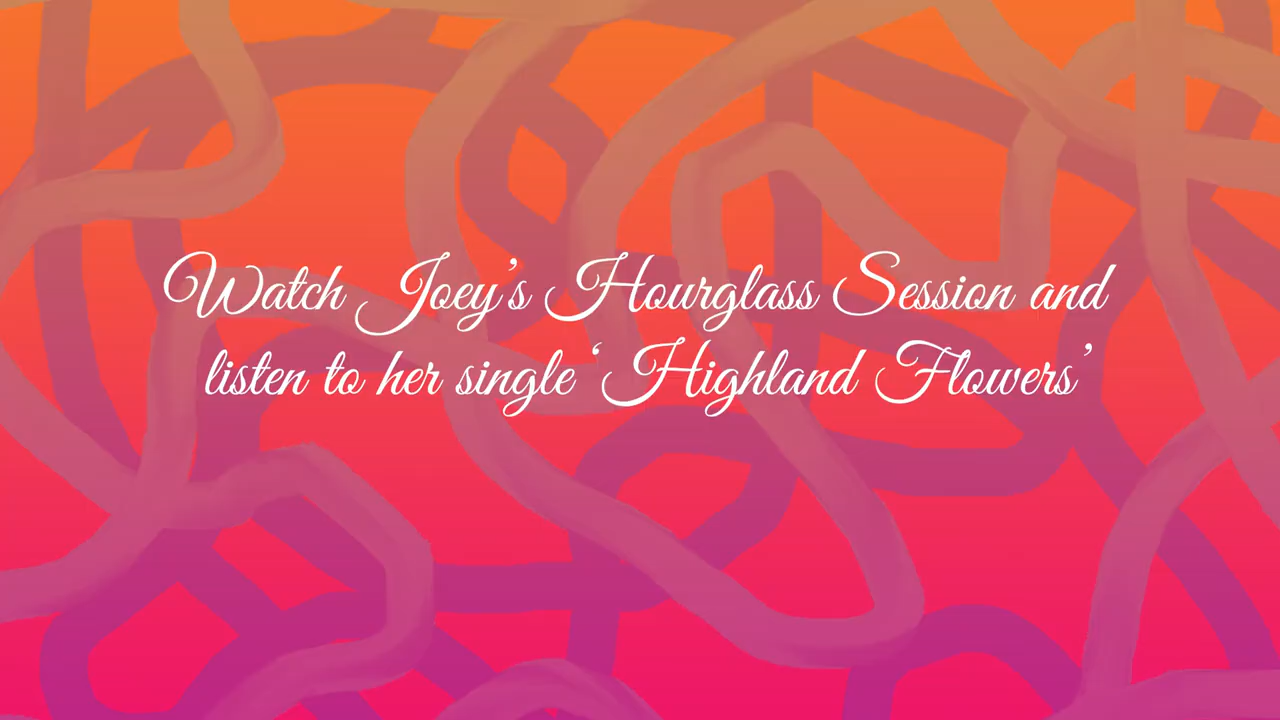 Watch Joey’s Hourglass Session and
listen to her single ‘Highland Flowers’